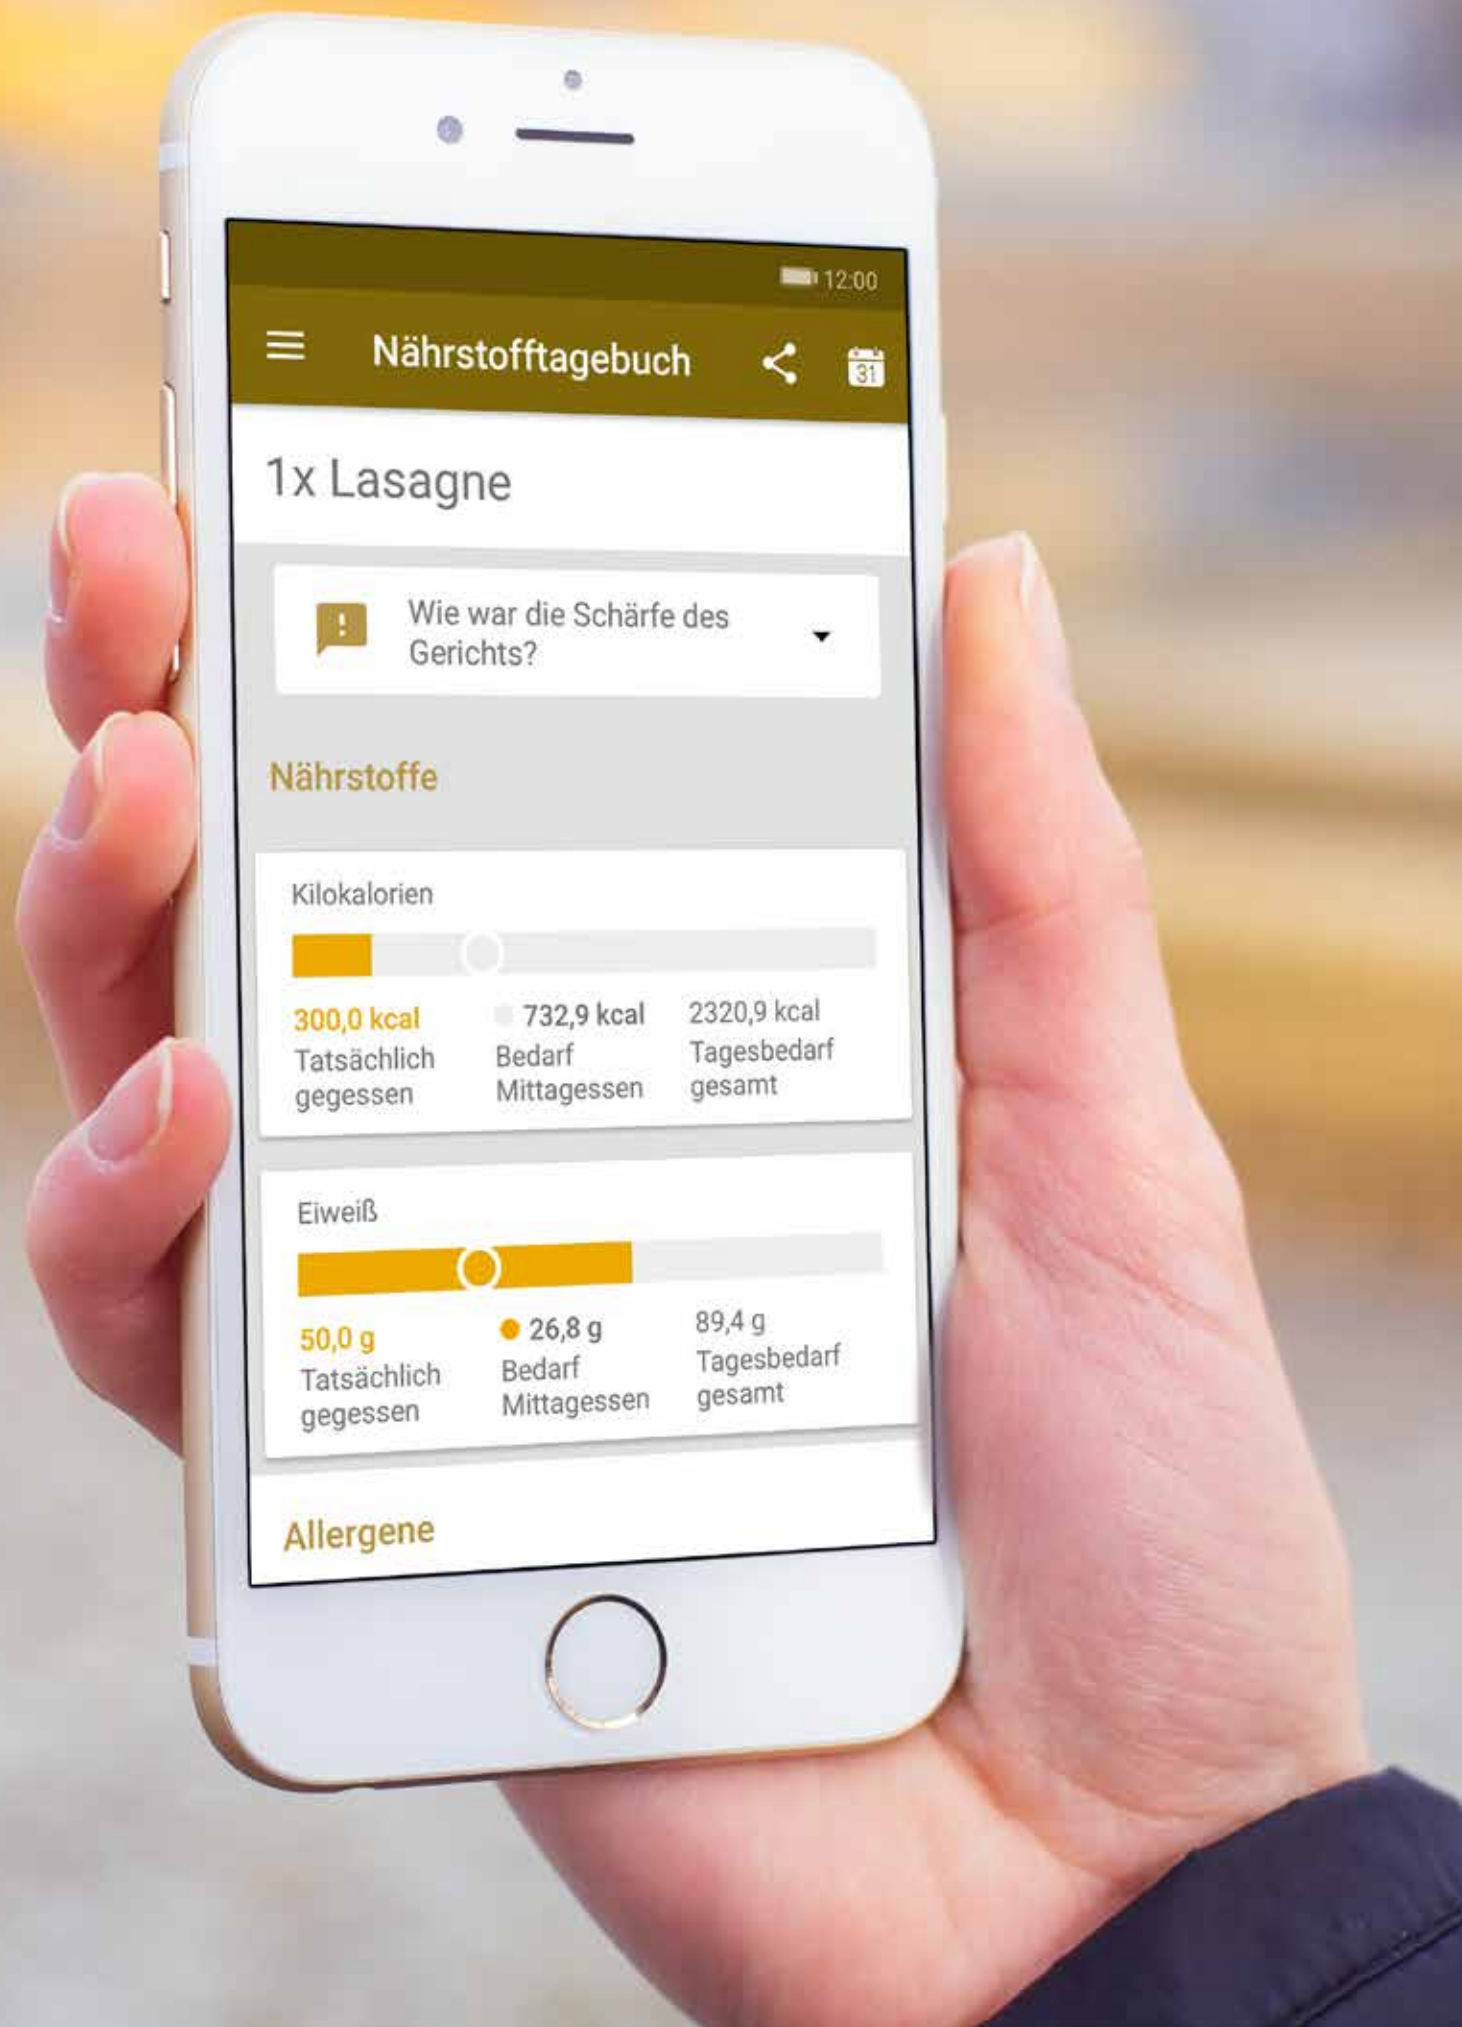 12:00
Nährstofftagebuch
31
1x Lasagne
Wie war die Schärfe des
Gerichts?
Nährstoffe
Kilokalorien
300,0 kcal
Tatsächlich
gegessen
732,9 kcal
Bedarf
Mittagessen
2320,9 kcal
Tagesbedarf
gesamt
Eiweiß
50,0 g
Tatsächlich
gegessen
26,8 g
Bedarf
Mittagessen
89,4 g
Tagesbedarf
gesamt
Allergene